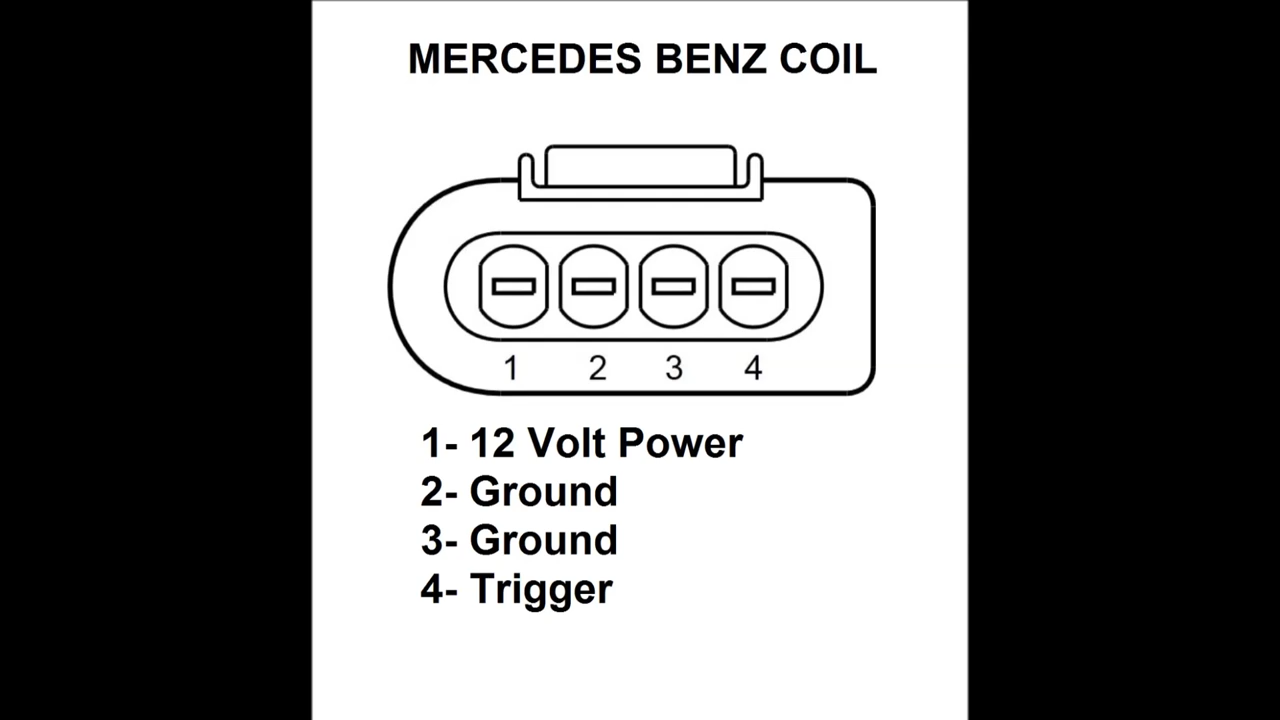 MERCEDES BENZ COIL
1 2 3 4
1- 12 Volt Power
2- Ground
3- Ground
4- Trigger